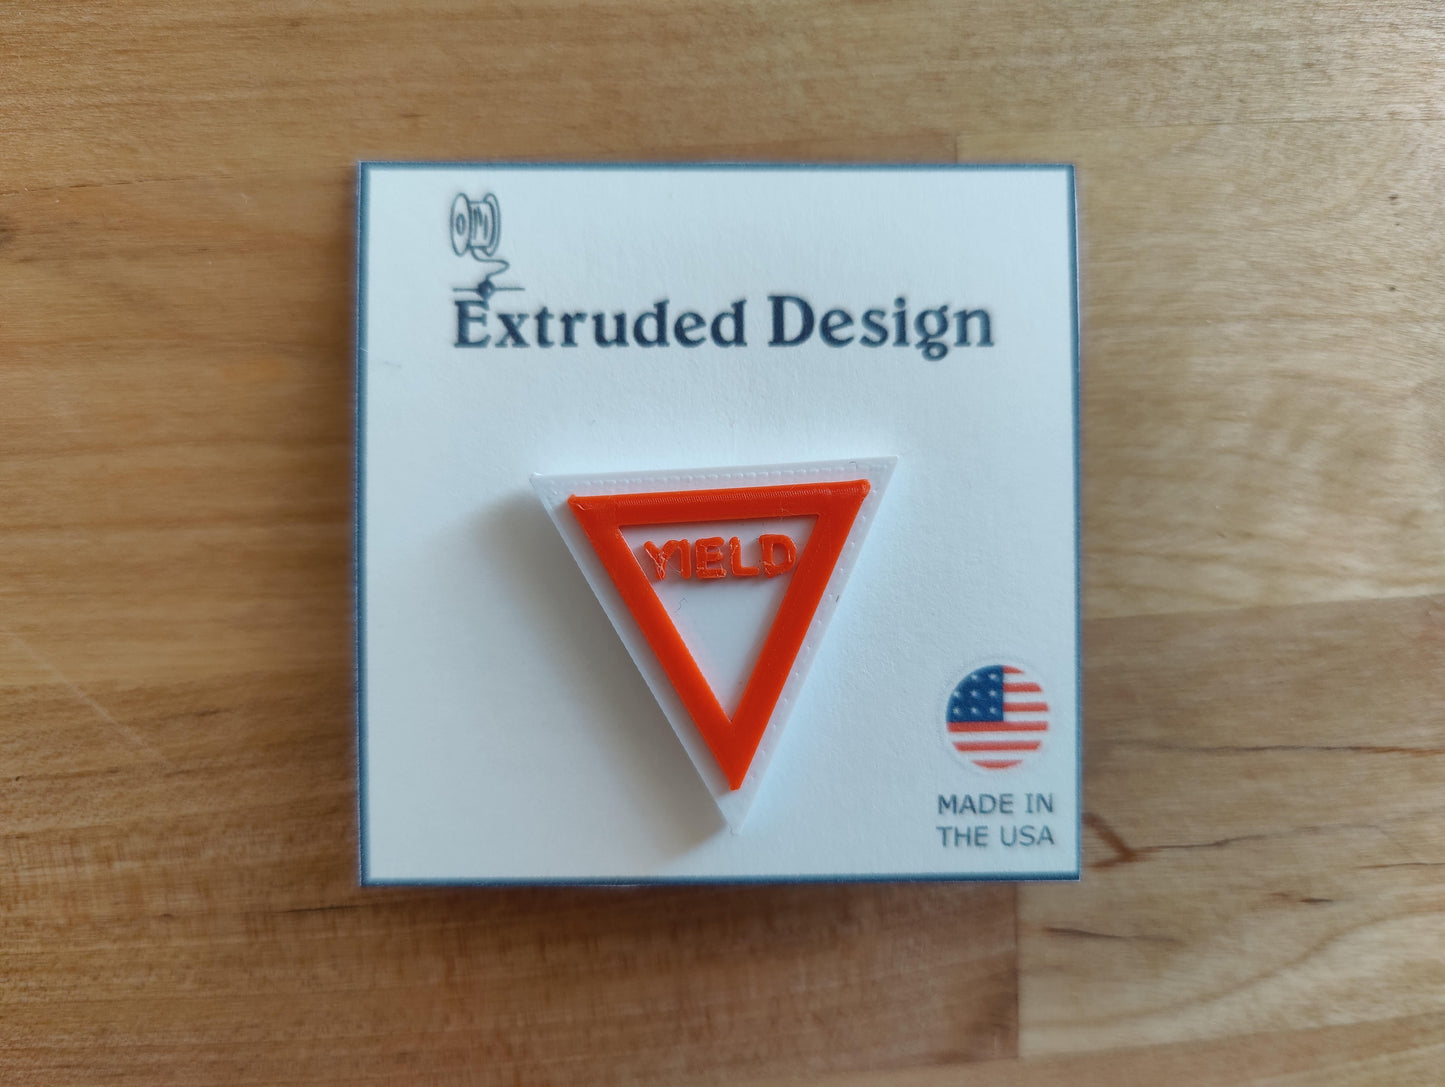 Extruded Design
YIELD
MADE IN
THE USA